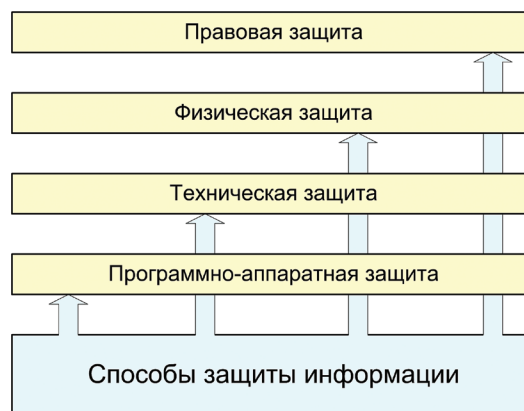 Правовая защита
Физическая защита
Техническая защита
Программно-аппаратная защита
Способы защиты информации